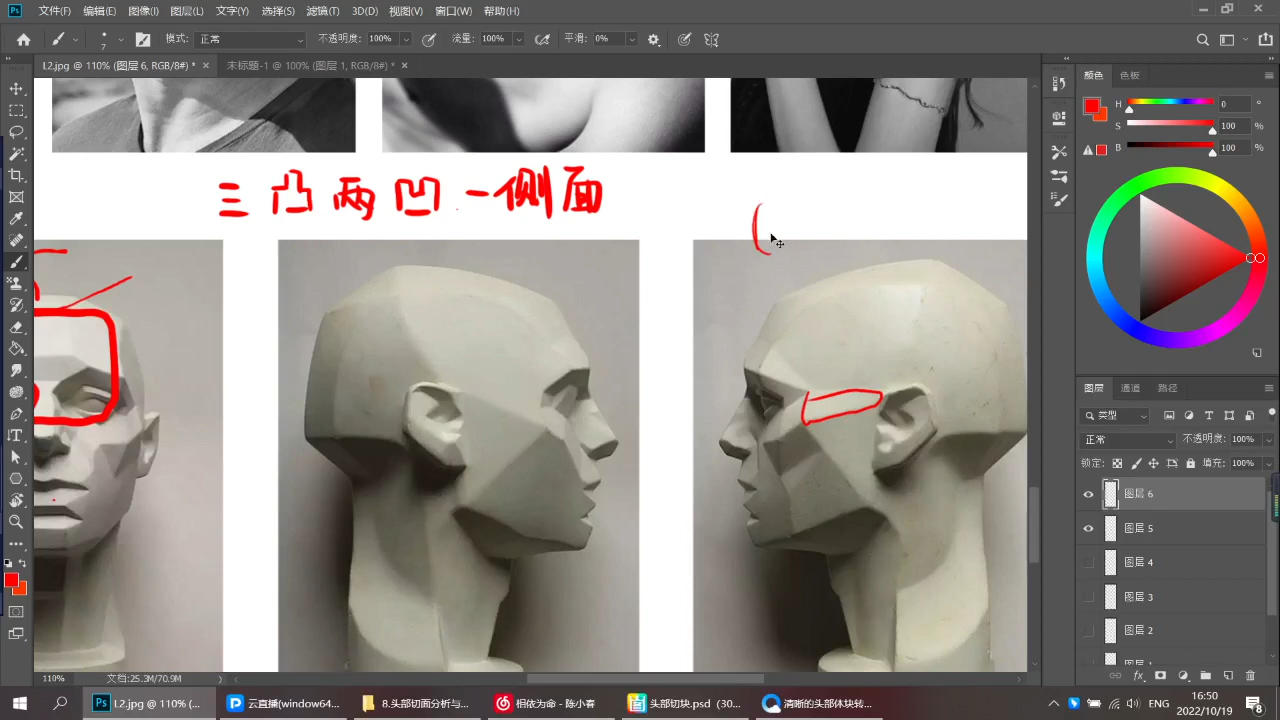 Ps 文件(F) 编辑(E) 图像(I) 图层(L) 文字(Y) 选择(S) 滤镜(T) 3D(D) 视图(V) 窗口(W) 帮助(H)
7 模式: 正常 不透明度: 100% 流量: 100% 平滑: 0%
L2.jpg @ 110% (图层 6, RGB/8#) * × 未标题-1 @ 100% (图层 1, RGB/8#) * ×
颜色 色板
H 0 °
S 100 %
B 100 %
三凸两凹一侧面
图层 通道 路径
类型
正常 不透明度: 100%
锁定: 填充: 100%
图层 6
图层 5
图层 4
图层 3
图层 2
110% 文档:25.3M/70.9M
L2.jpg @ 110% (... 云直播(window64... 8.头部切面分析与... 相依为命 - 陈小春 头部切块.psd (30... 清晰的头部体块转...
ENG 16:50 2022/10/19 8